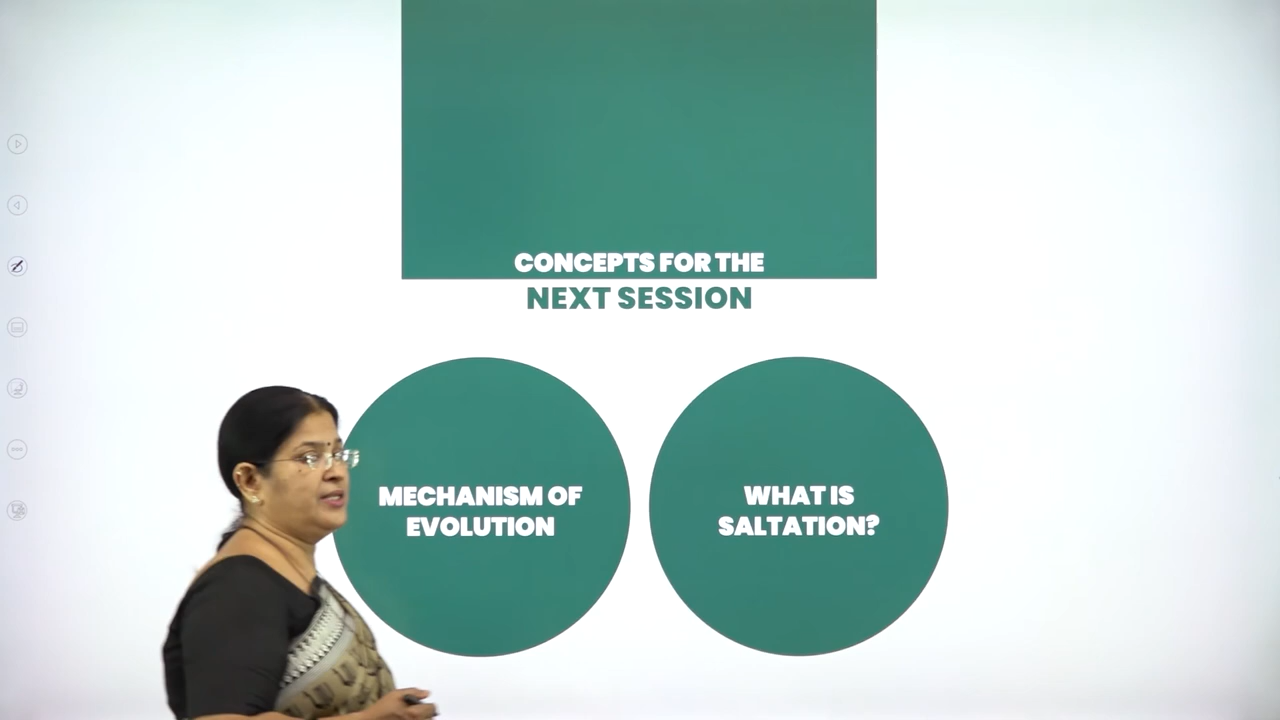 CONCEPTS FOR THE
NEXT SESSION
MECHANISM OF
EVOLUTION
WHAT IS
SALTATION?